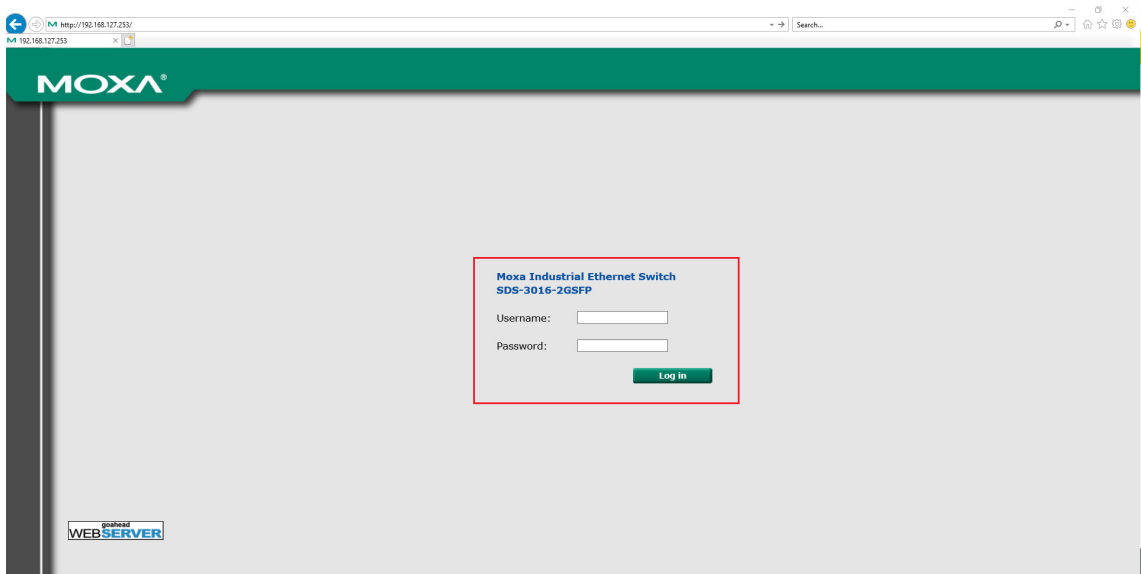 http://192.168.127.253/
Search...
192.168.127.253
MOXA®
Moxa Industrial Ethernet Switch
SDS-3016-2GSFP
Username:
Password:
Log in
goahead
WEBSERVER